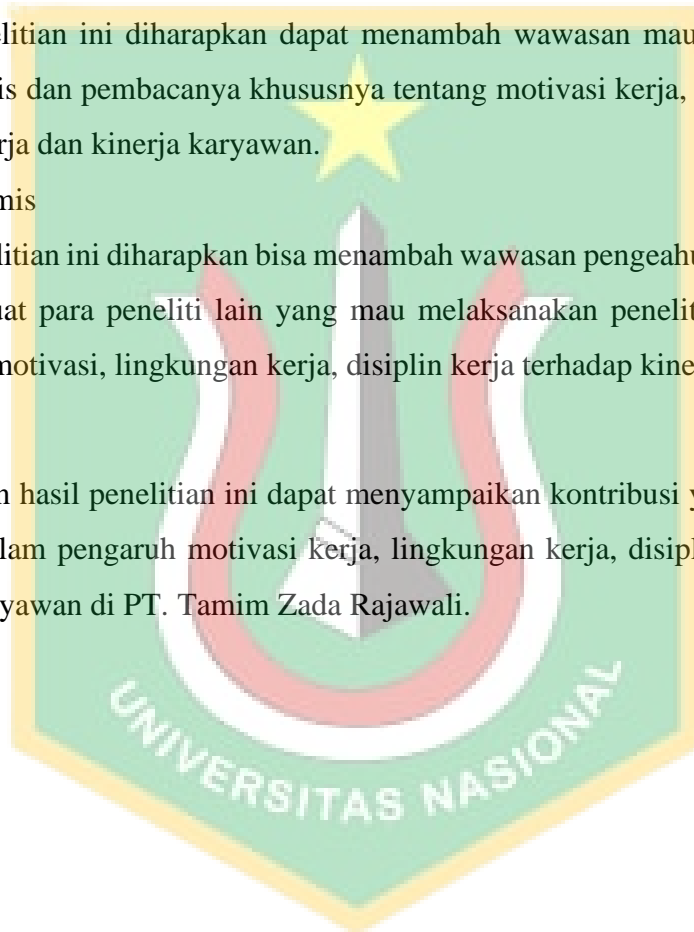 elitian ini diharapkan dapat menambah wawasan mau
is dan pembacanya khususnya tentang motivasi kerja,
rja dan kinerja karyawan.
mis
litian ini diharapkan bisa menambah wawasan pengeahu
uat para peneliti lain yang mau melaksanakan penelit
motivasi, lingkungan kerja, disiplin kerja terhadap kine
n hasil penelitian ini dapat menyampaikan kontribusi y
alam pengaruh motivasi kerja, lingkungan kerja, disipl
yawan di PT. Tamim Zada Rajawali.
UNIVERSITAS NASIONAL